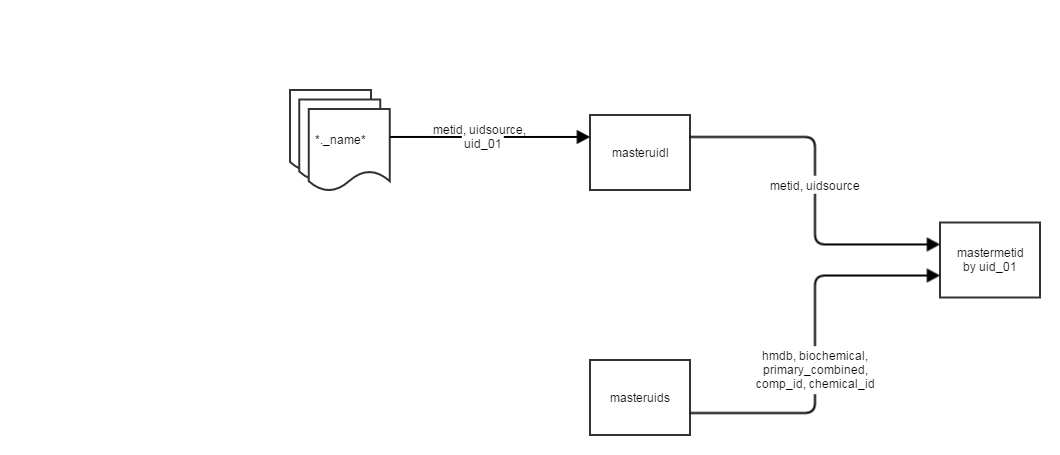 *._name*
metid, uidsource,
uid_01
masteruidl
metid, uidsource
mastermetid
by uid_01
hmdb, biochemical,
primary_combined,
comp_id, chemical_id
masteruids